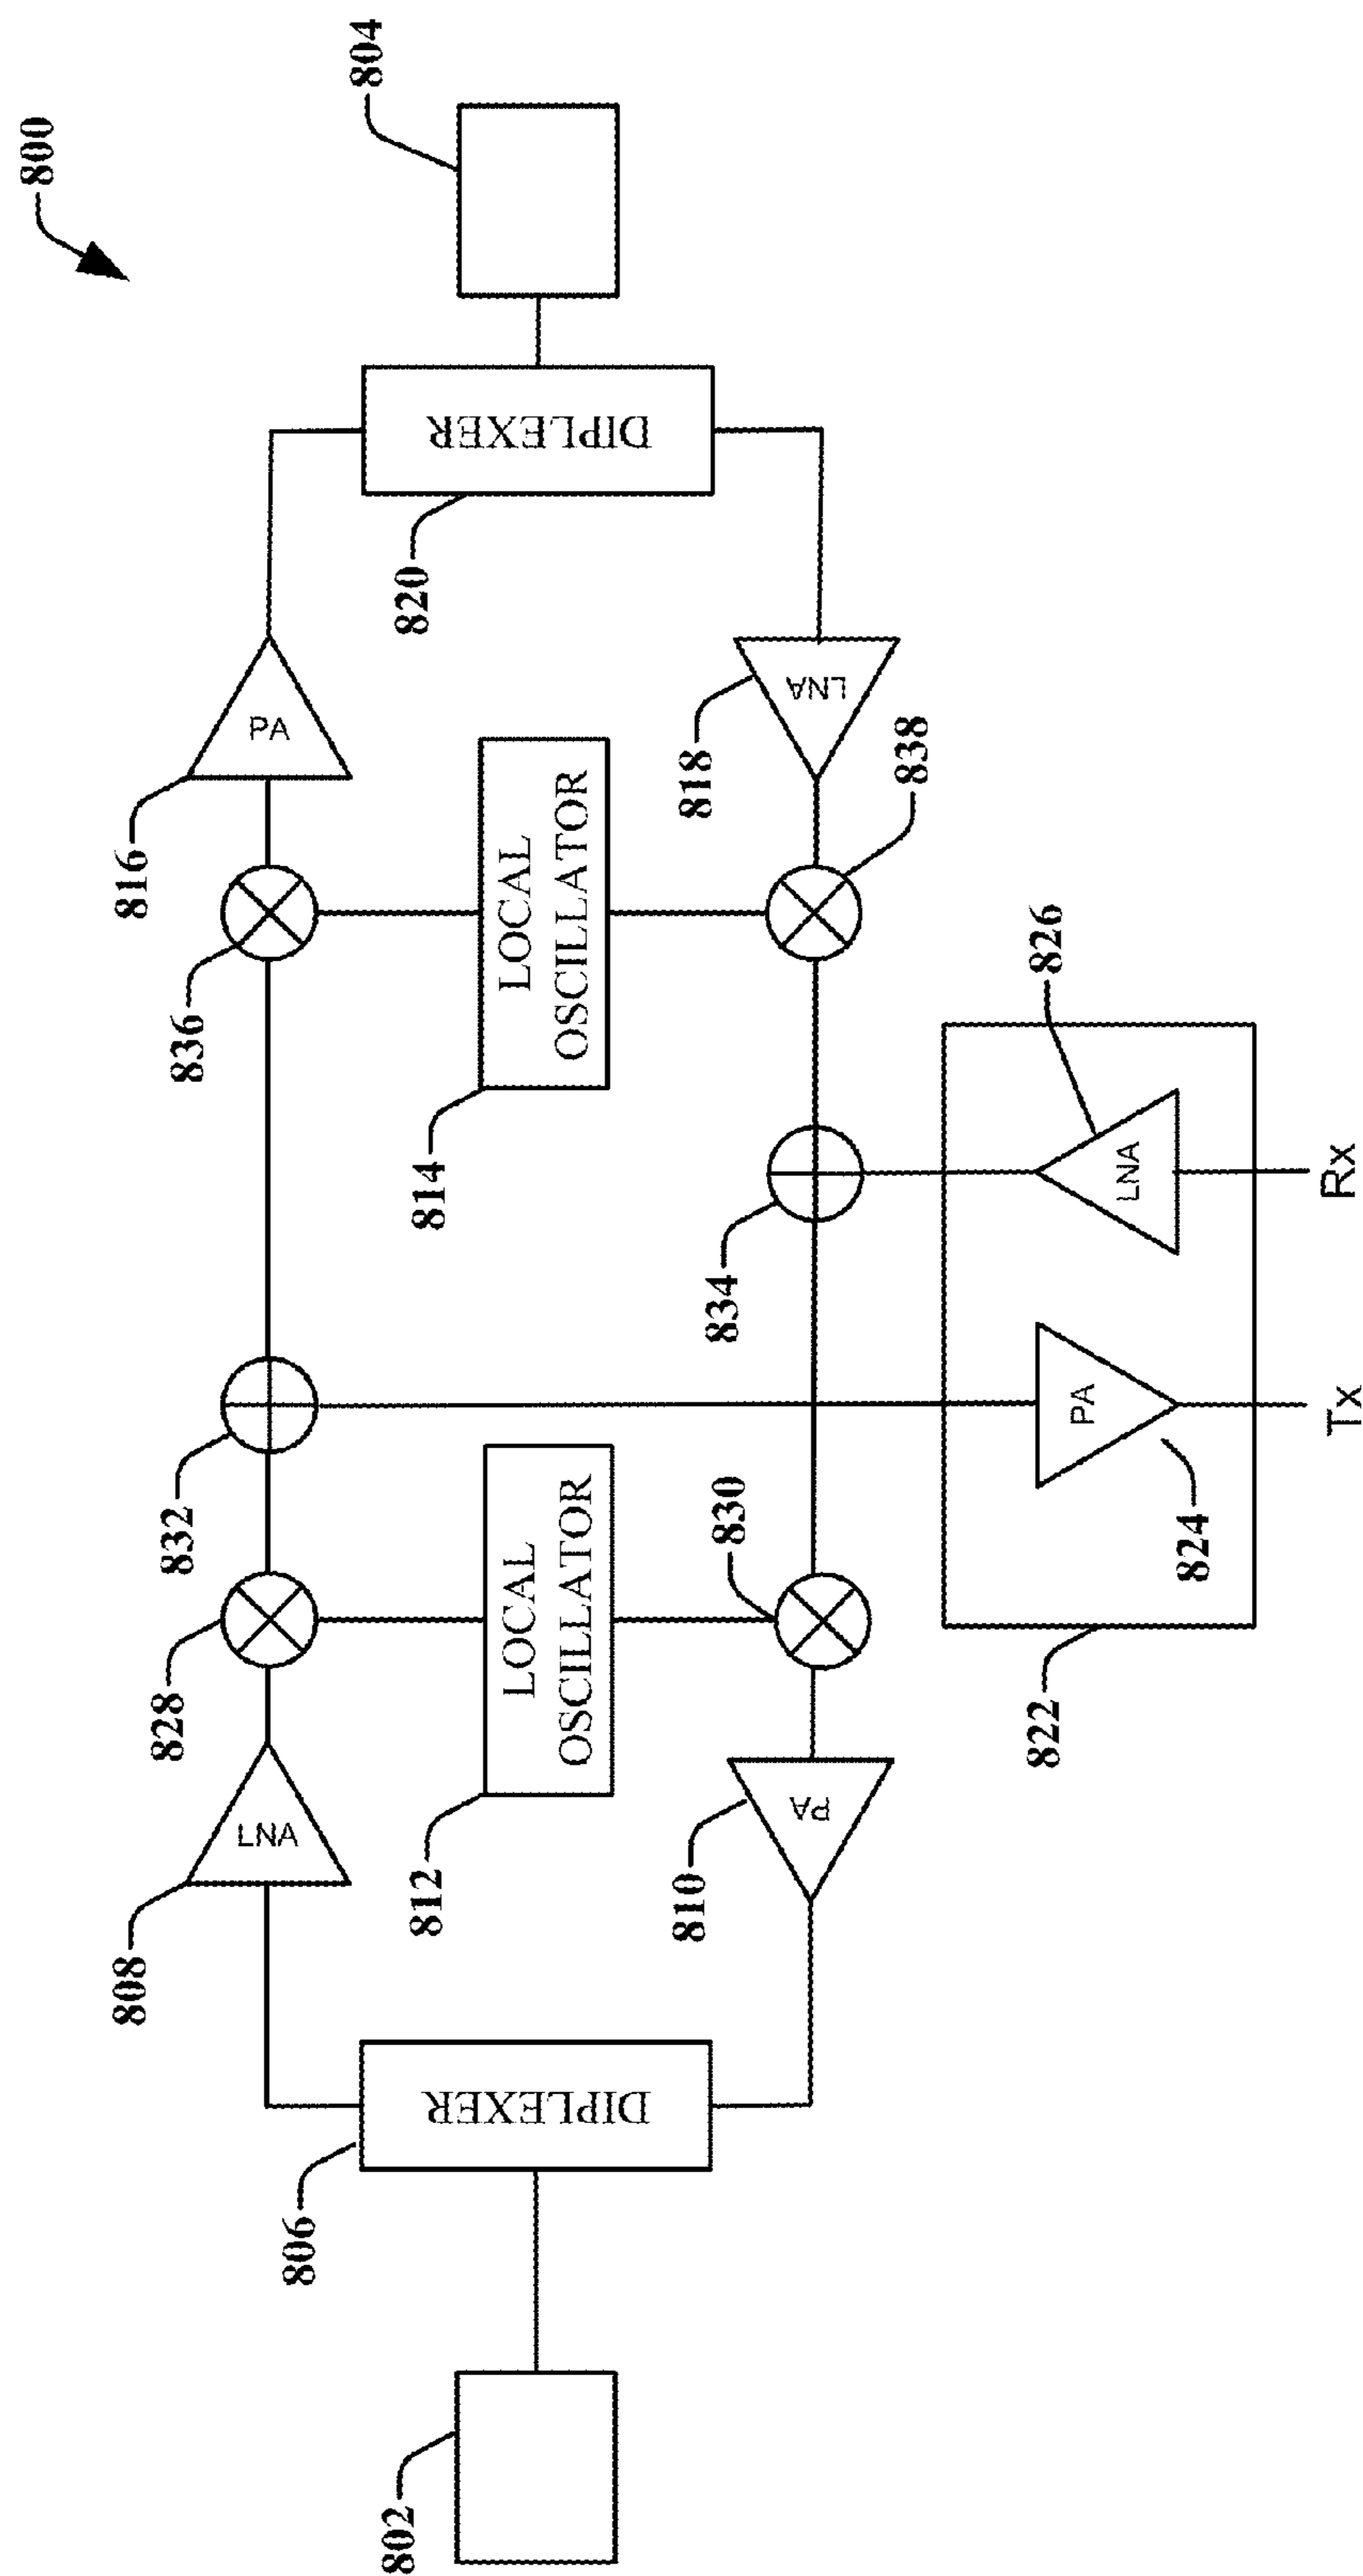 800
804
DIPLEXER
820
PA
816
LNA
818
838
836
LOCAL
OSCILLATOR
814
826
LNA
Rx
834
832
PA
824
Tx
822
828
LOCAL
OSCILLATOR
812
830
LNA
808
PA
810
DIPLEXER
806
802